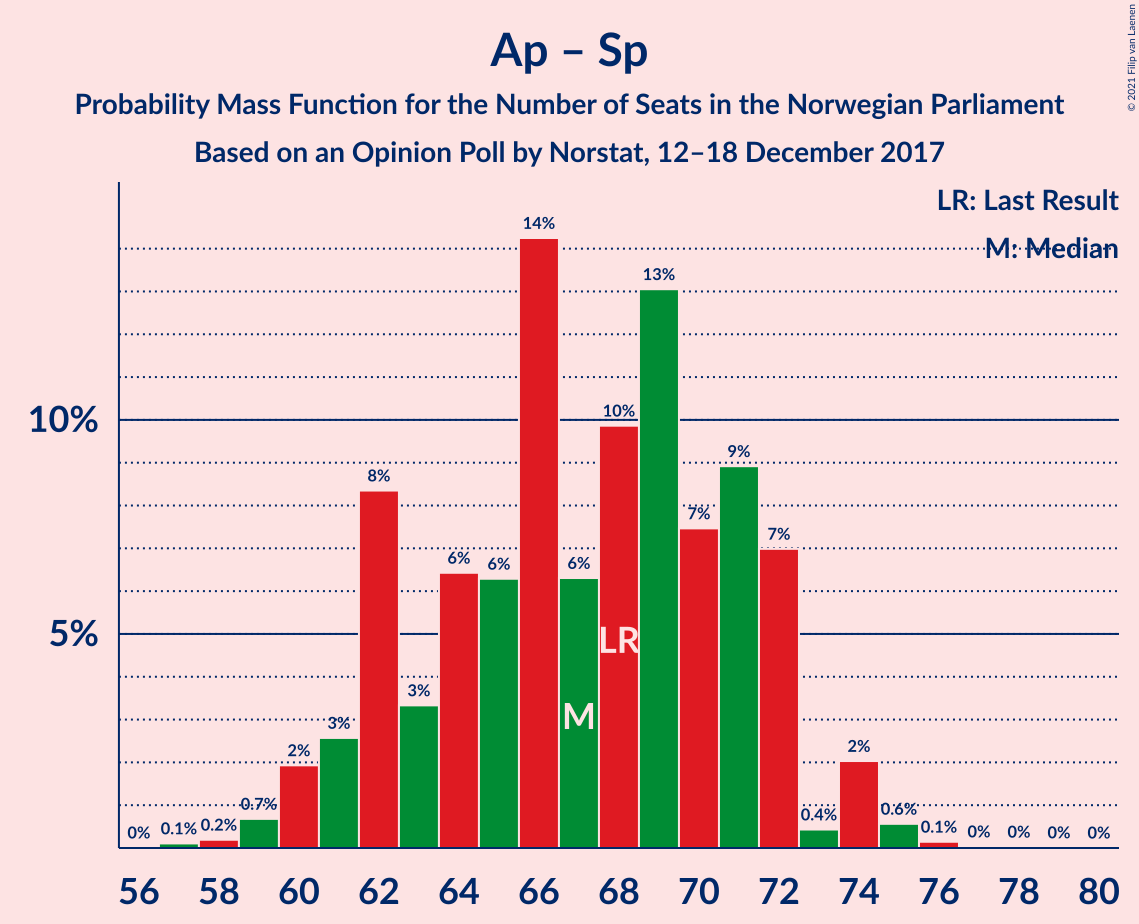 Ap – Sp
Probability Mass Function for the Number of Seats in the Norwegian Parliament
Based on an Opinion Poll by Norstat, 12–18 December 2017
© 2021 Filip van Laenen
LR: Last Result
M: Median
10%
5%
0% 0.1% 0.2% 0.7% 2% 3% 8% 3% 6% 6% 14% 6% 10% 13% 7% 9% 7% 0.4% 2% 0.6% 0.1% 0% 0% 0% 0%
LR
M
56 58 60 62 64 66 68 70 72 74 76 78 80